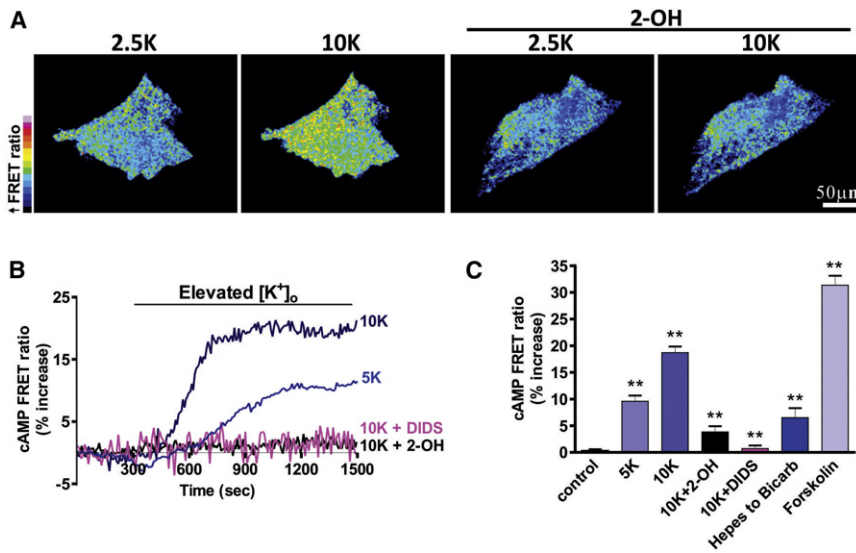 A
2-OH
2.5K
10K
2.5K
10K
↑ FRET ratio
50μm
B
Elevated [K⁺]ₒ
cAMP FRET ratio
(% increase)
25
15
5
-5
10K
5K
10K + DIDS
10K + 2-OH
300
600
900
1200
1500
Time (sec)
C
cAMP FRET ratio
(% increase)
35
30
25
20
15
10
5
0
**
**
**
**
**
**
control
5K
10K
10K+2-OH
10K+DIDS
Hepes to Bicarb
Forskolin